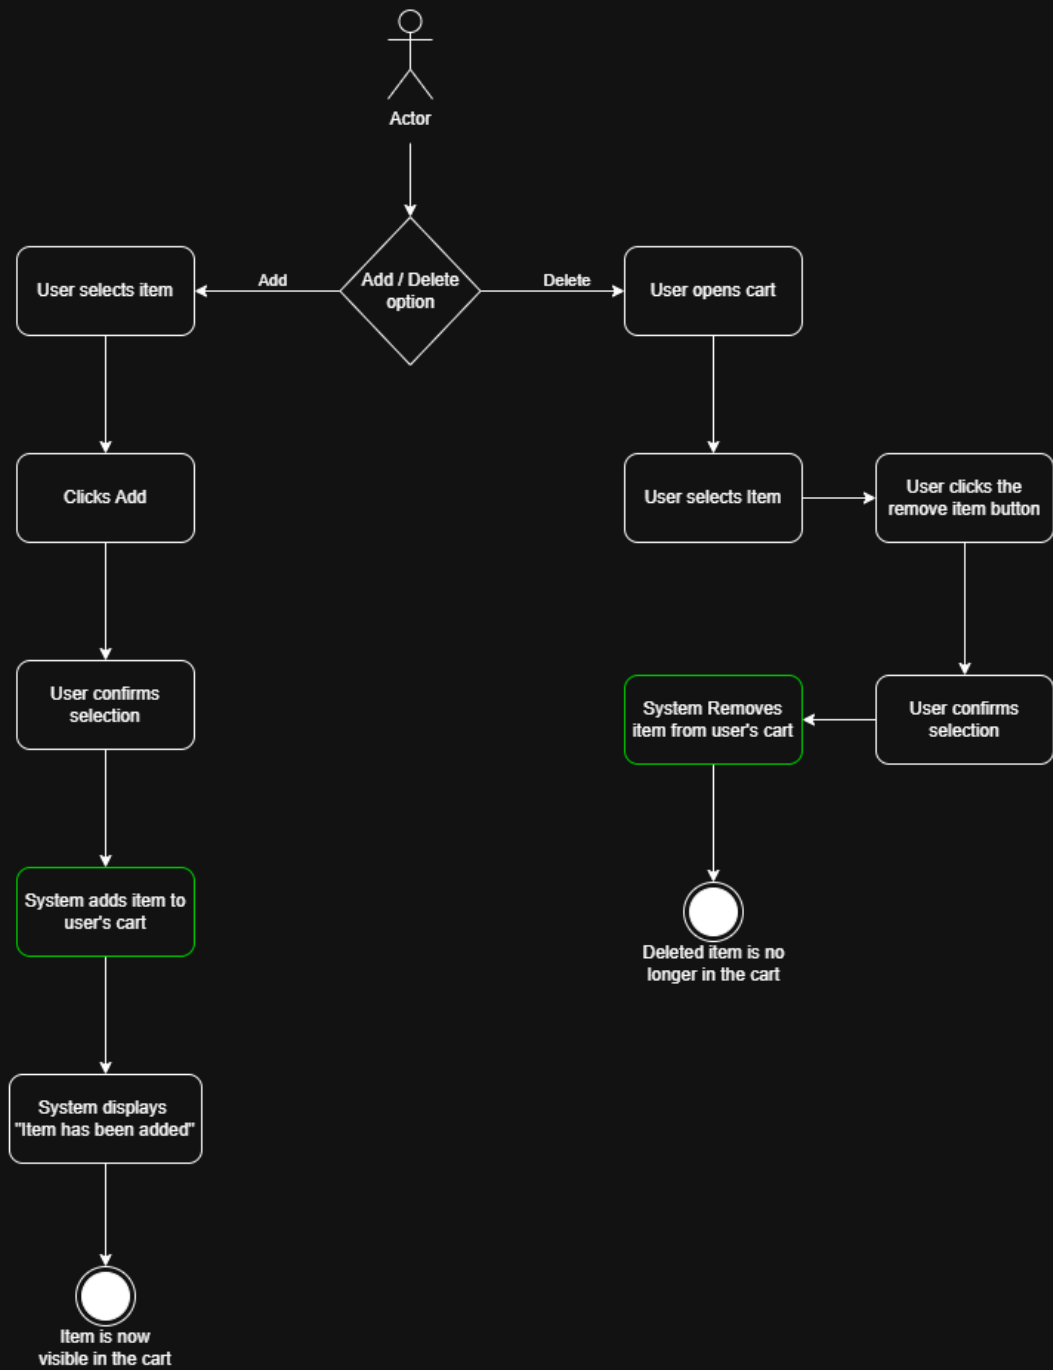 Actor
Add / Delete
option
Add
Delete
User selects item
User opens cart
Clicks Add
User selects Item
User clicks the
remove item button
User confirms
selection
System Removes
item from user's cart
User confirms
selection
System adds item to
user's cart
Deleted item is no
longer in the cart
System displays
"Item has been added"
Item is now
visible in the cart